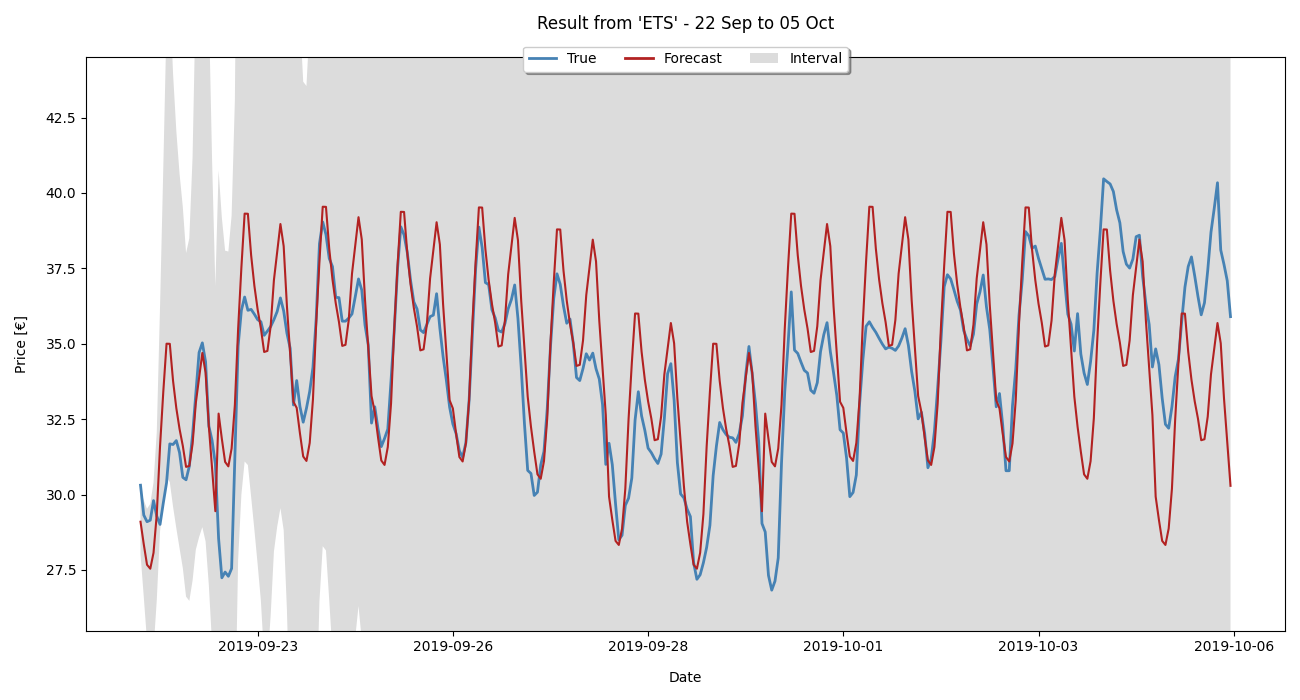 Result from 'ETS' - 22 Sep to 05 Oct
True
Forecast
Interval
Price [€]
42.5
40.0
37.5
35.0
32.5
30.0
27.5
2019-09-23
2019-09-26
2019-09-28
2019-10-01
2019-10-03
2019-10-06
Date